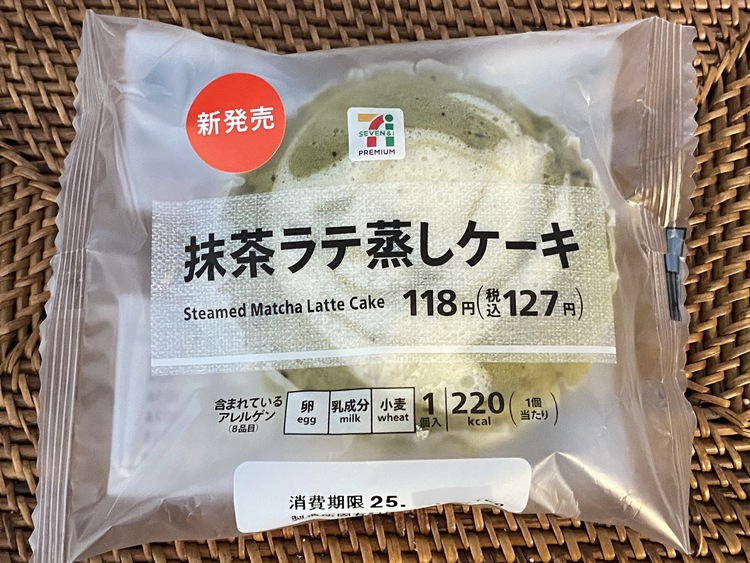 新発売
SEVEN&i
PREMIUM
抹茶ラテ蒸しケーキ
Steamed Matcha Latte Cake 118円(税込127円)
含まれている
アレルゲン
(8品目)
卵 乳成分 小麦
egg milk wheat
1個入 220kcal (1個当たり)
消費期限 25.